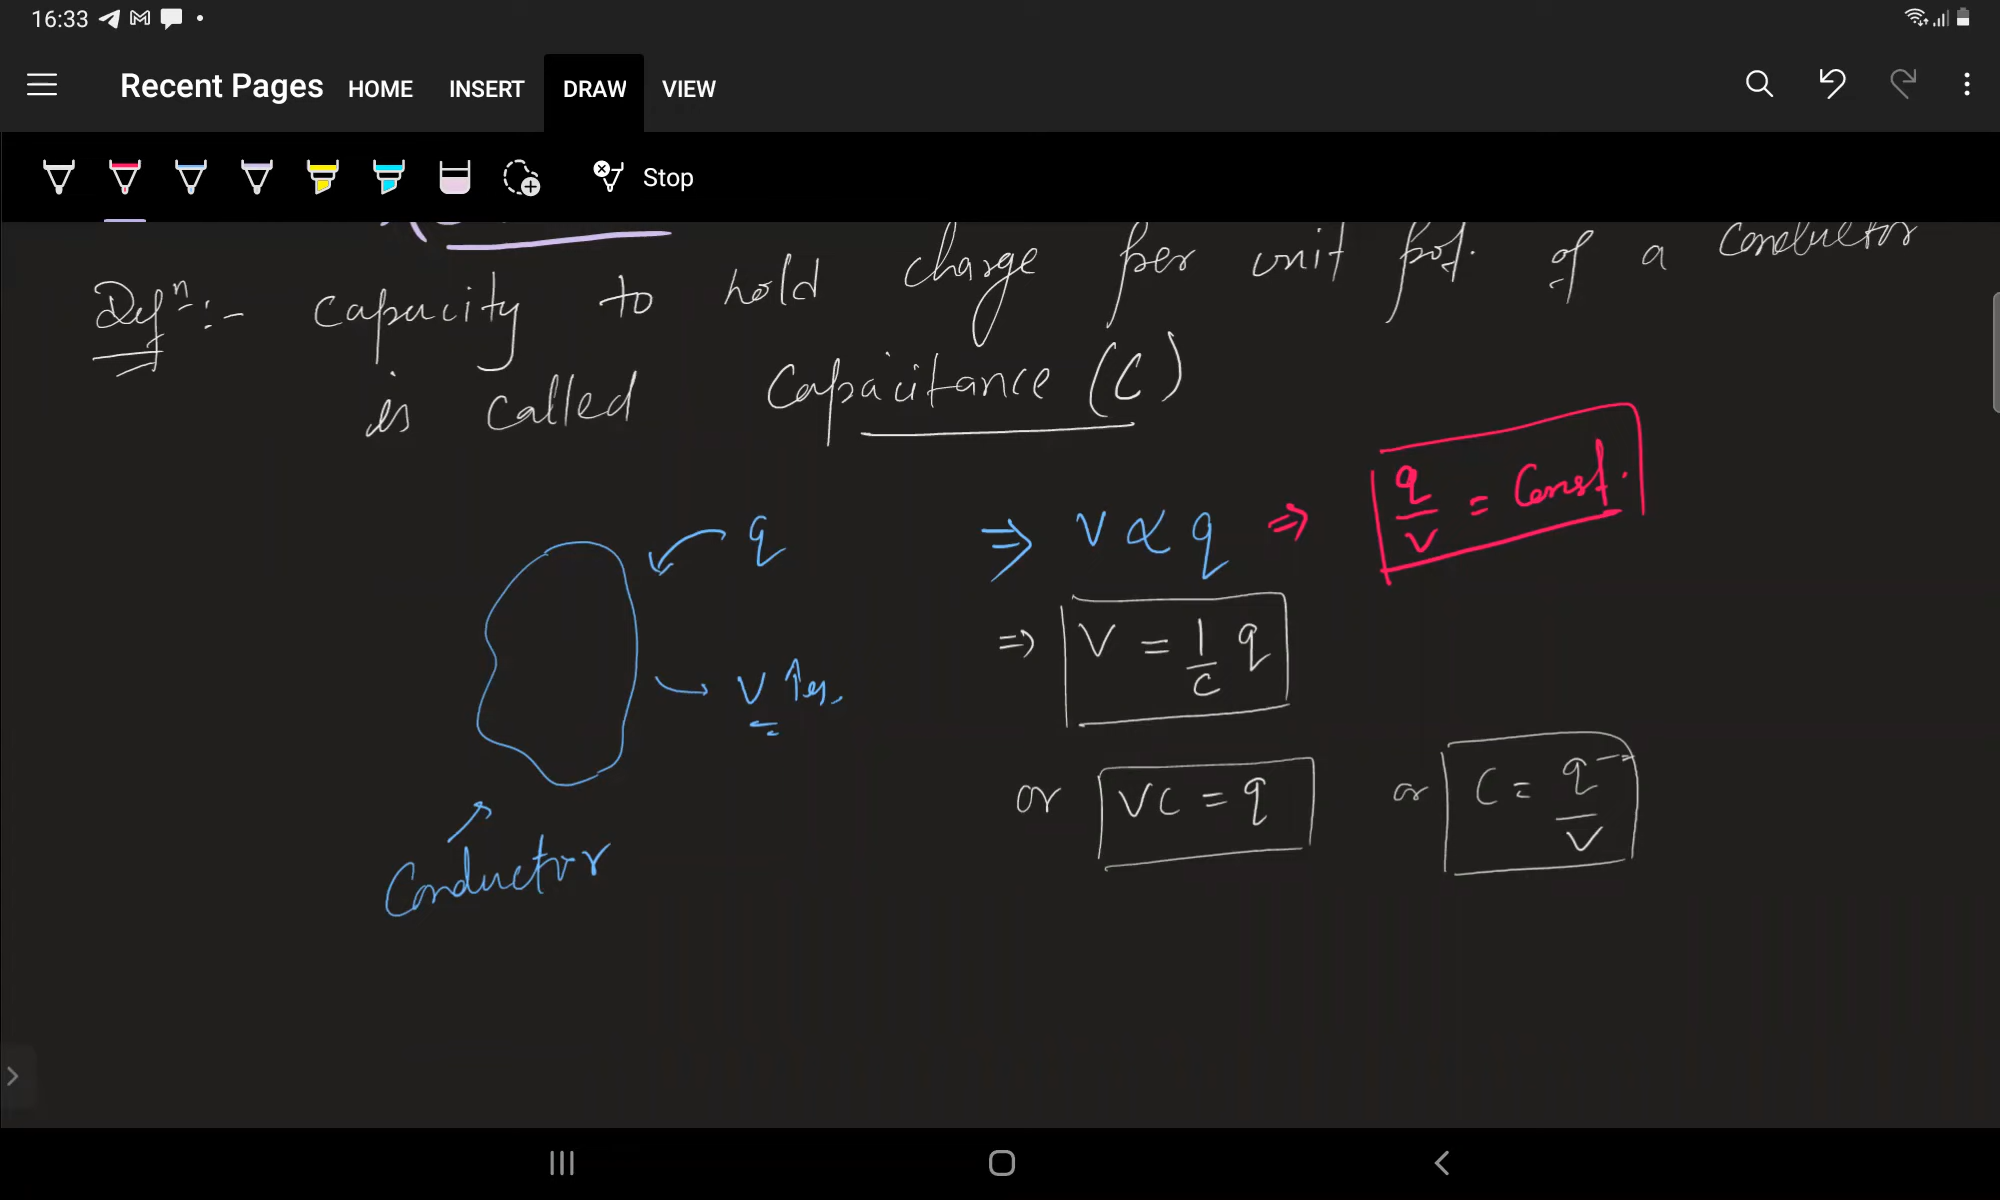 16:33
Recent Pages HOME INSERT DRAW VIEW
Stop
Defⁿ:- Capacity to hold charge per unit pot. of a Conductor
is called Capacitance (C)
q
⇒ V ∝ q ⇒ q/V = Const.
⇒ V = 1/C q
V ↑es.
or VC = q or C = q/V
Conductor